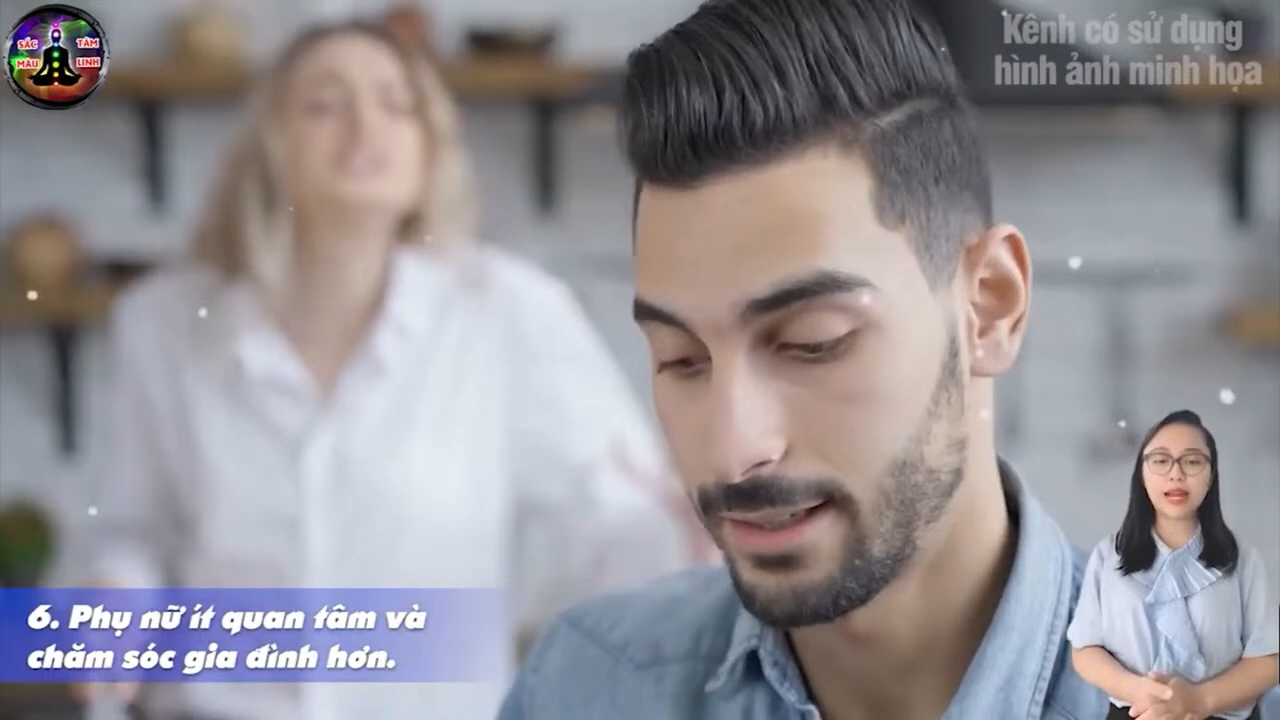 SẮC TÂM
MÀU LINH
Kênh có sử dụng
hình ảnh minh họa
6. Phụ nữ ít quan tâm và
chăm sóc gia đình hơn.